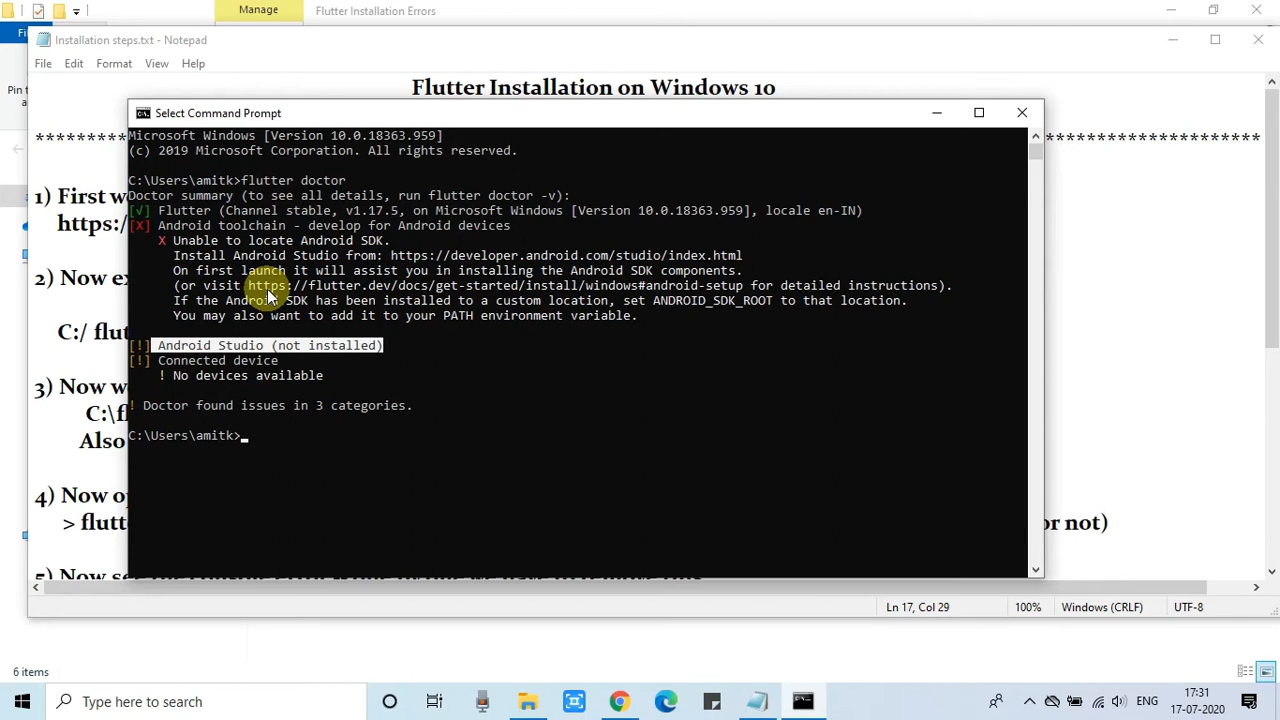 Manage
Flutter Installation Errors
Installation steps.txt - Notepad
File Edit Format View Help
Flutter Installation on Windows 10
Select Command Prompt
Microsoft Windows [Version 10.0.18363.959]
(c) 2019 Microsoft Corporation. All rights reserved.
C:\Users\amitk>flutter doctor
Doctor summary (to see all details, run flutter doctor -v):
[√] Flutter (Channel stable, v1.17.5, on Microsoft Windows [Version 10.0.18363.959], locale en-IN)
[X] Android toolchain - develop for Android devices
X Unable to locate Android SDK.
Install Android Studio from: https://developer.android.com/studio/index.html
On first launch it will assist you in installing the Android SDK components.
(or visit https://flutter.dev/docs/get-started/install/windows#android-setup for detailed instructions).
If the Android SDK has been installed to a custom location, set ANDROID_SDK_ROOT to that location.
You may also want to add it to your PATH environment variable.
[!] Android Studio (not installed)
[!] Connected device
! No devices available
! Doctor found issues in 3 categories.
C:\Users\amitk>
1) First w
https:/
2) Now ex
C:/ flut
3) Now we
C:\fl
Also
4) Now op
> flutte
or not)
Ln 17, Col 29 100% Windows (CRLF) UTF-8
6 items
Type here to search
ENG
17:31
17-07-2020